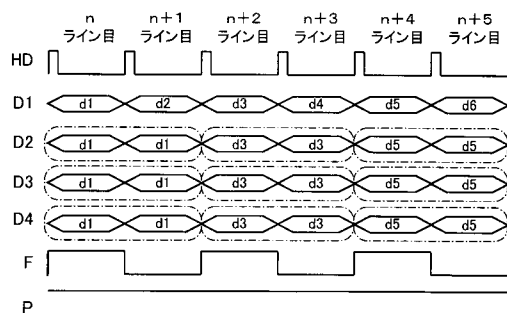 n n+1 n+2 n+3 n+4 n+5
ライン目 ライン目 ライン目 ライン目 ライン目 ライン目
HD
D1 d1 d2 d3 d4 d5 d6
D2 d1 d1 d3 d3 d5 d5
D3 d1 d1 d3 d3 d5 d5
D4 d1 d1 d3 d3 d5 d5
F
P